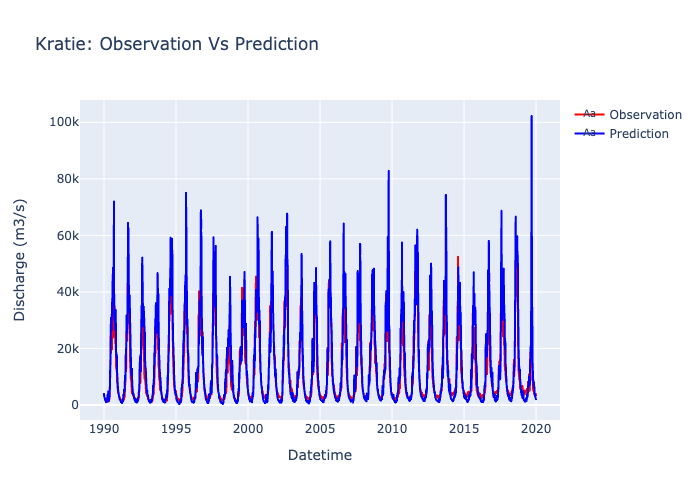 Kratie: Observation Vs Prediction
Aa Observation
Aa Prediction
100k
80k
60k
40k
20k
0
Discharge (m3/s)
1990 1995 2000 2005 2010 2015 2020
Datetime